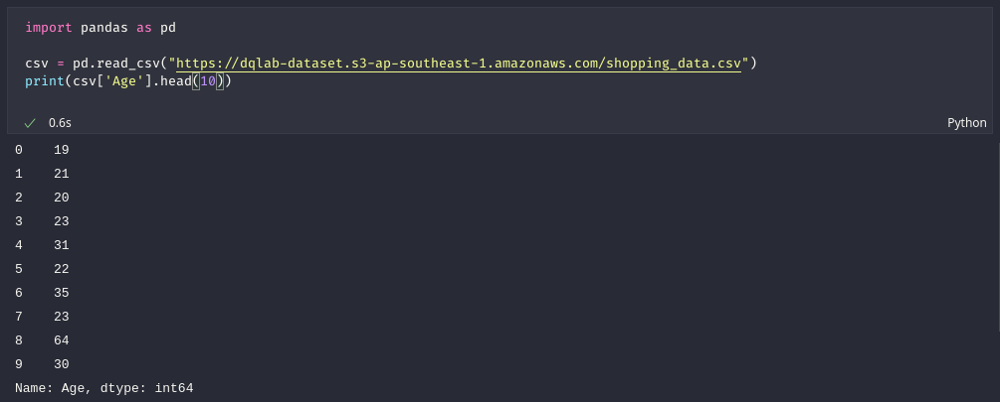 import pandas as pd
csv = pd.read_csv("https://dqlab-dataset.s3-ap-southeast-1.amazonaws.com/shopping_data.csv")
print(csv['Age'].head(10))
✓ 0.6s Python
0 19
1 21
2 20
3 23
4 31
5 22
6 35
7 23
8 64
9 30
Name: Age, dtype: int64